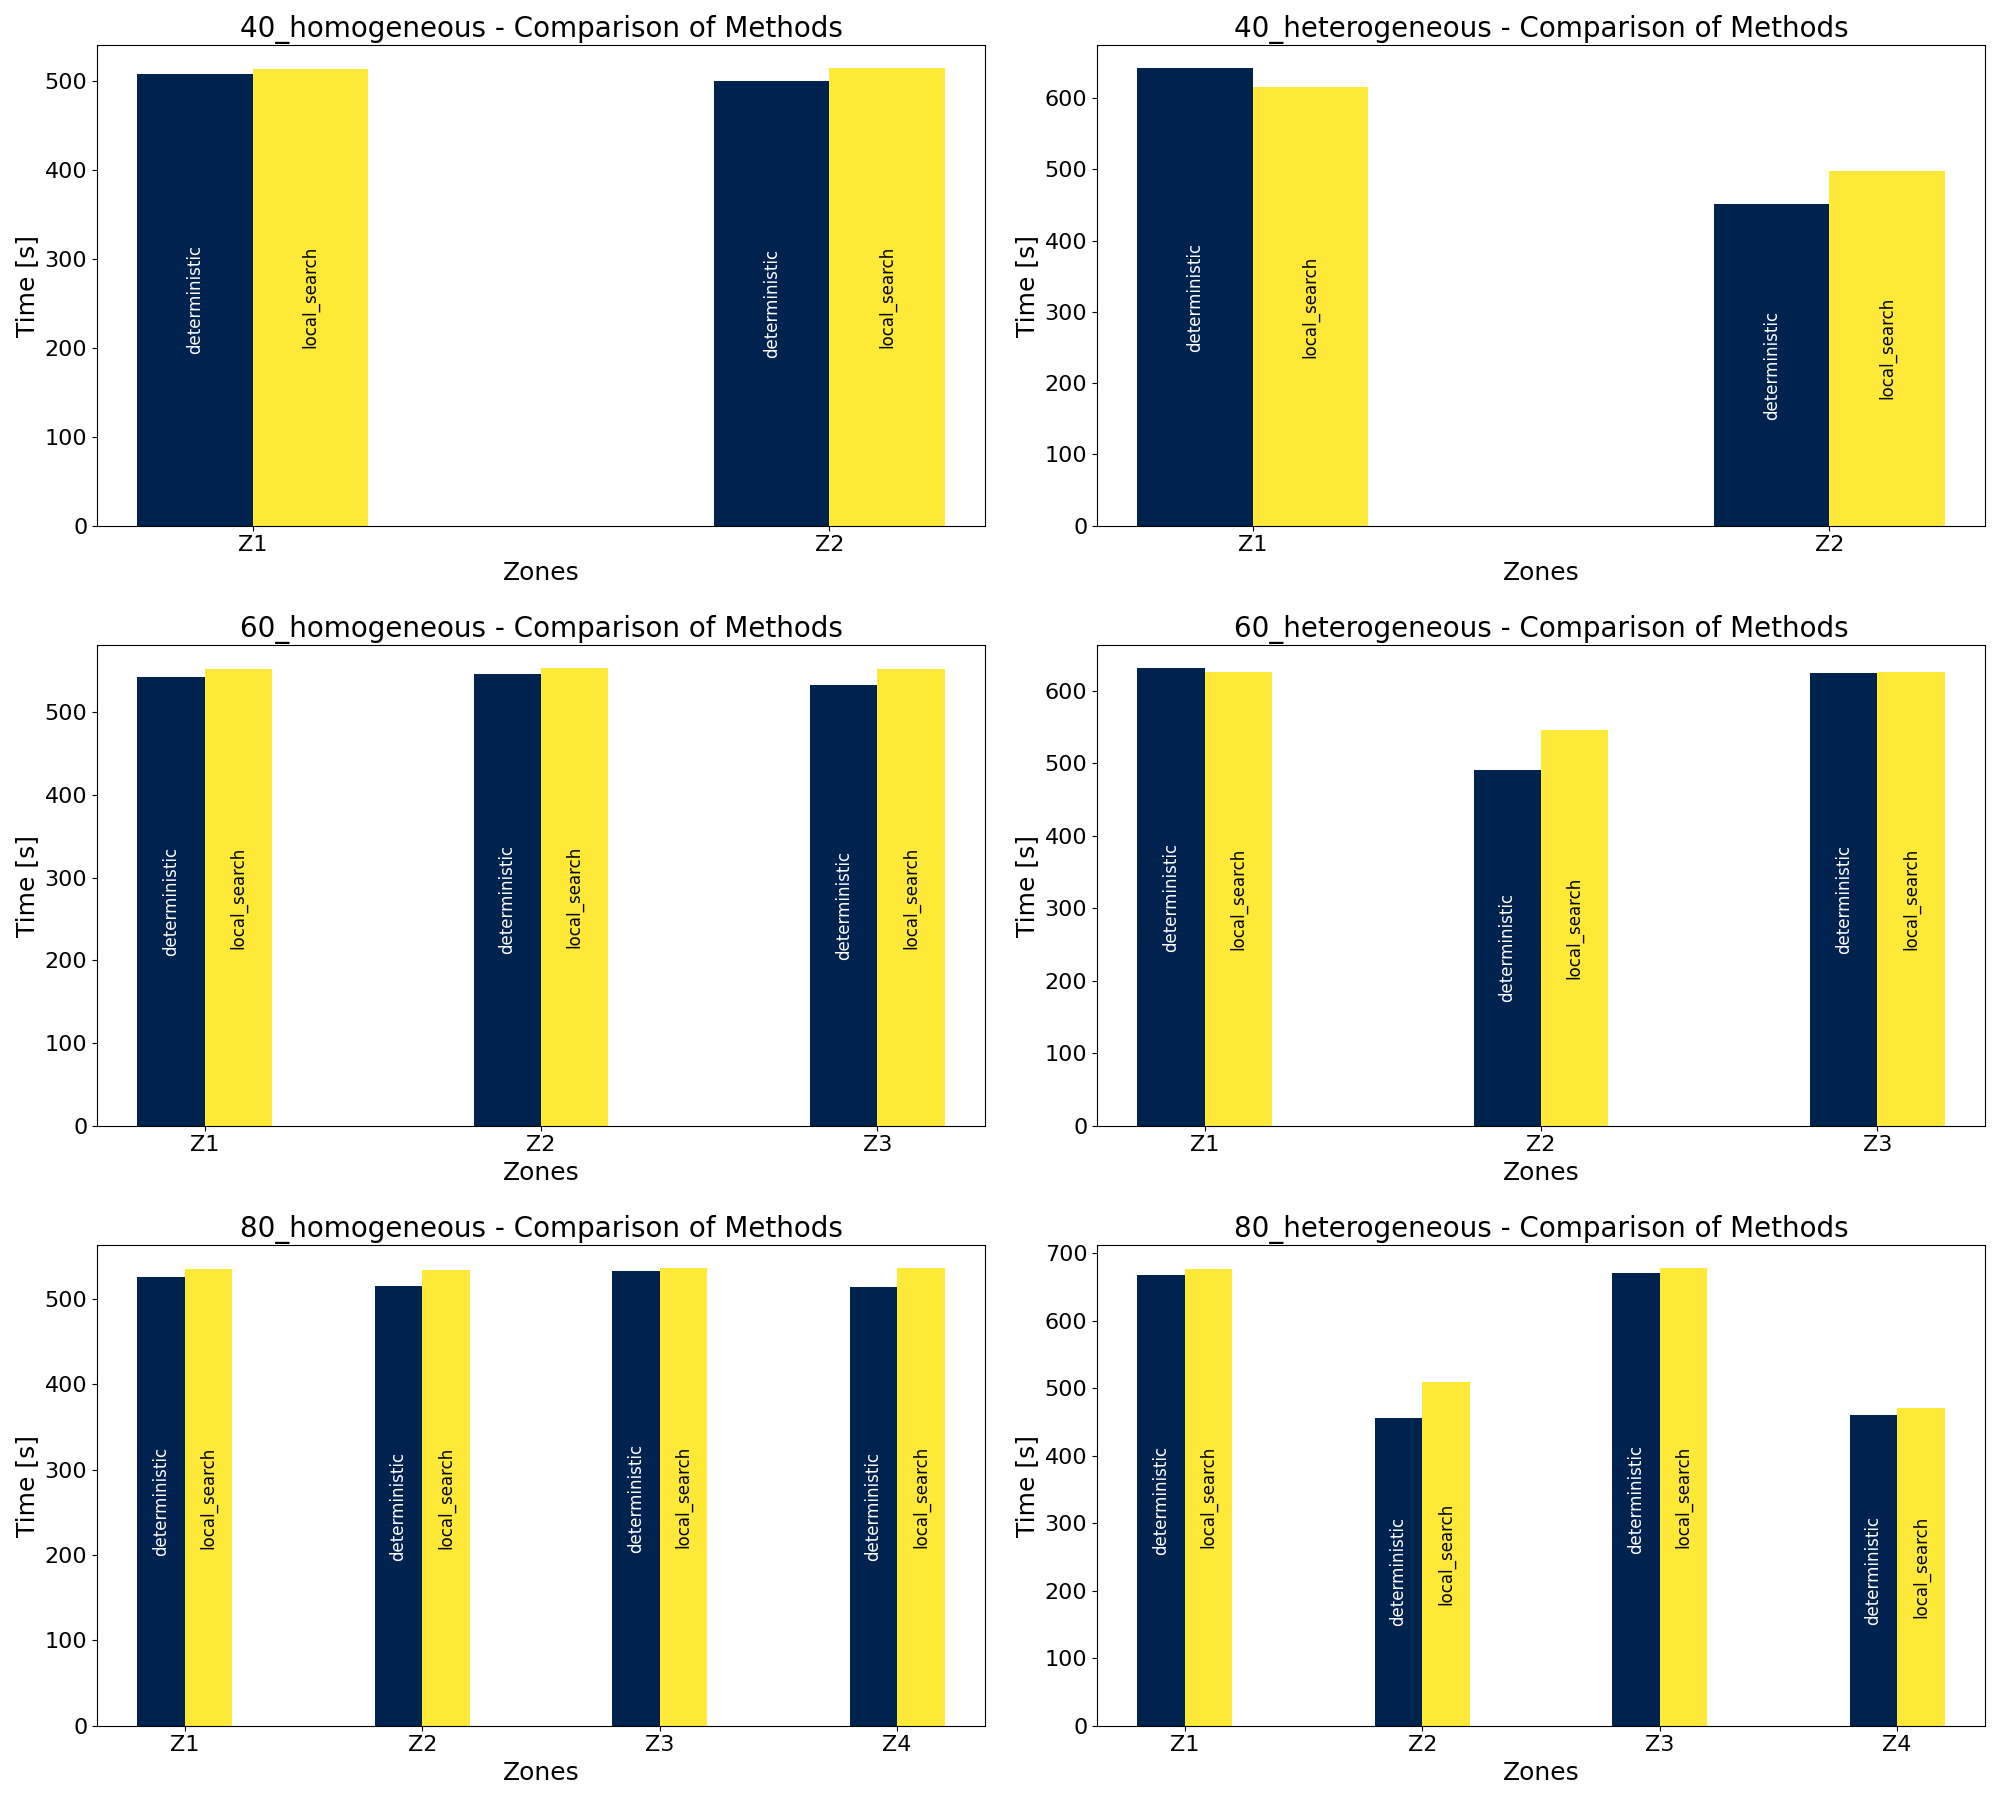 40_homogeneous - Comparison of Methods
Time [s]
500
400
300
200
100
0
deterministic
local_search
deterministic
local_search
Z1
Z2
Zones
40_heterogeneous - Comparison of Methods
Time [s]
600
500
400
300
200
100
0
deterministic
local_search
deterministic
local_search
Z1
Z2
Zones
60_homogeneous - Comparison of Methods
Time [s]
500
400
300
200
100
0
deterministic
local_search
deterministic
local_search
deterministic
local_search
Z1
Z2
Z3
Zones
60_heterogeneous - Comparison of Methods
Time [s]
600
500
400
300
200
100
0
deterministic
local_search
deterministic
local_search
deterministic
local_search
Z1
Z2
Z3
Zones
80_homogeneous - Comparison of Methods
Time [s]
500
400
300
200
100
0
deterministic
local_search
deterministic
local_search
deterministic
local_search
deterministic
local_search
Z1
Z2
Z3
Z4
Zones
80_heterogeneous - Comparison of Methods
Time [s]
700
600
500
400
300
200
100
0
deterministic
local_search
deterministic
local_search
deterministic
local_search
deterministic
local_search
Z1
Z2
Z3
Z4
Zones